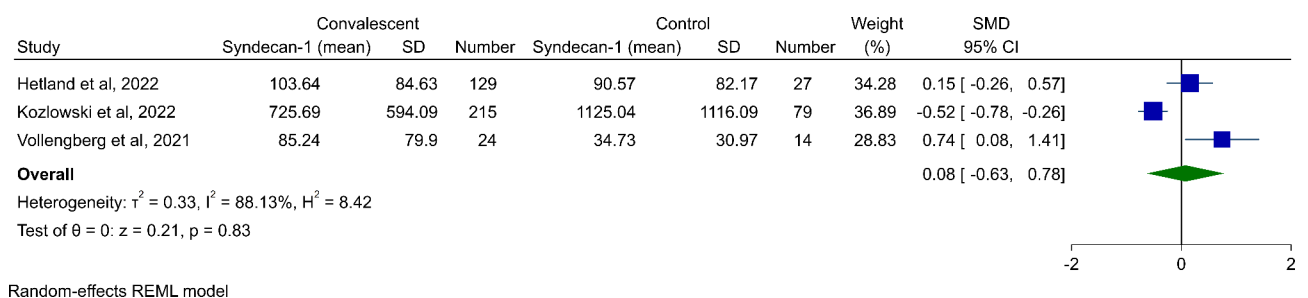 Convalescent Control Weight SMD
Study Syndecan-1 (mean) SD Number Syndecan-1 (mean) SD Number (%) 95% CI
Hetland et al, 2022 103.64 84.63 129 90.57 82.17 27 34.28 0.15 [ -0.26, 0.57]
Kozlowski et al, 2022 725.69 594.09 215 1125.04 1116.09 79 36.89 -0.52 [ -0.78, -0.26]
Vollengberg et al, 2021 85.24 79.9 24 34.73 30.97 14 28.83 0.74 [ 0.08, 1.41]
Overall 0.08 [ -0.63, 0.78]
Heterogeneity: τ² = 0.33, I² = 88.13%, H² = 8.42
Test of θ = 0: z = 0.21, p = 0.83
-2 0 2
Random-effects REML model